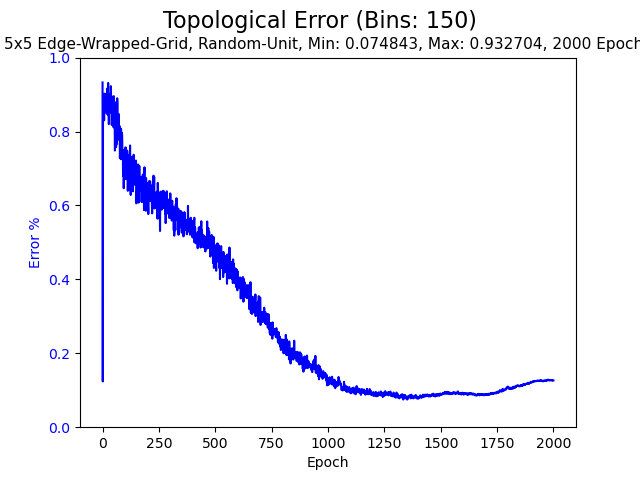 Topological Error (Bins: 150)
5x5 Edge-Wrapped-Grid, Random-Unit, Min: 0.074843, Max: 0.932704, 2000 Epoch
1.0
0.8
0.6
0.4
0.2
0.0
Error %
0 250 500 750 1000 1250 1500 1750 2000
Epoch